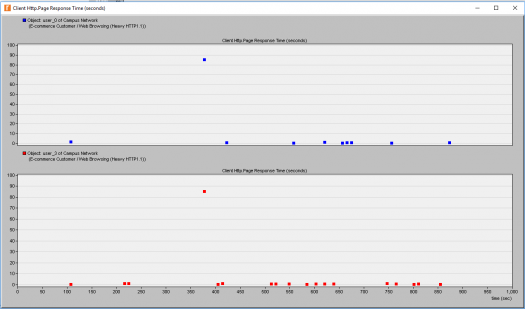 Client Http.Page Response Time (seconds)
Object: user_0 of Campus Network
(E-commerce Customer / Web Browsing (Heavy HTTP1.1))
Client Http.Page Response Time (seconds)
100
90
80
70
60
50
40
30
20
10
0
Object: user_3 of Campus Network
(E-commerce Customer / Web Browsing (Heavy HTTP1.1))
Client Http.Page Response Time (seconds)
100
90
80
70
60
50
40
30
20
10
0
0 50 100 150 200 250 300 350 400 450 500 550 600 650 700 750 800 850 900 950 1,000
time (sec)